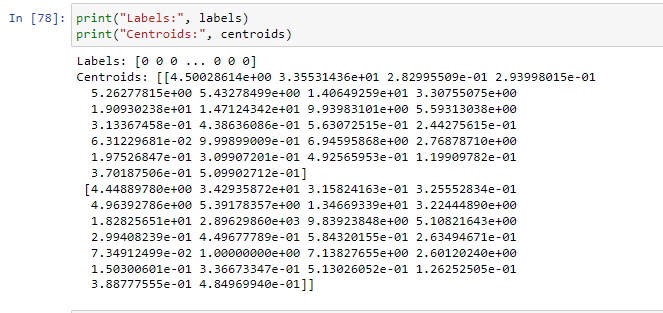 In [78]: print("Labels:", labels)
print("Centroids:", centroids)
Labels: [0 0 0 ... 0 0 0]
Centroids: [[4.50028614e+00 3.35531436e+01 2.82995509e-01 2.93998015e-01
5.26277815e+00 5.43278499e+00 1.40649259e+01 3.30755075e+00
1.90930238e+01 1.47124342e+01 9.93983101e+00 5.59313038e+00
3.13367458e-01 4.38636086e-01 5.63072515e-01 2.44275615e-01
6.31229681e-02 9.99899009e-01 6.94595868e+00 2.76878710e+00
1.97526847e-01 3.09907201e-01 4.92565953e-01 1.19909782e-01
3.70187506e-01 5.09902712e-01]
[4.44889780e+00 3.42935872e+01 3.15824163e-01 3.25552834e-01
4.96392786e+00 5.39178357e+00 1.34669339e+01 3.22444890e+00
1.82825651e+01 2.89629860e+03 9.83923848e+00 5.10821643e+00
2.99408239e-01 4.49677789e-01 5.84320155e-01 2.63494671e-01
7.34912499e-02 1.00000000e+00 7.13827655e+00 2.60120240e+00
1.50300601e-01 3.36673347e-01 5.13026052e-01 1.26252505e-01
3.88777555e-01 4.84969940e-01]]